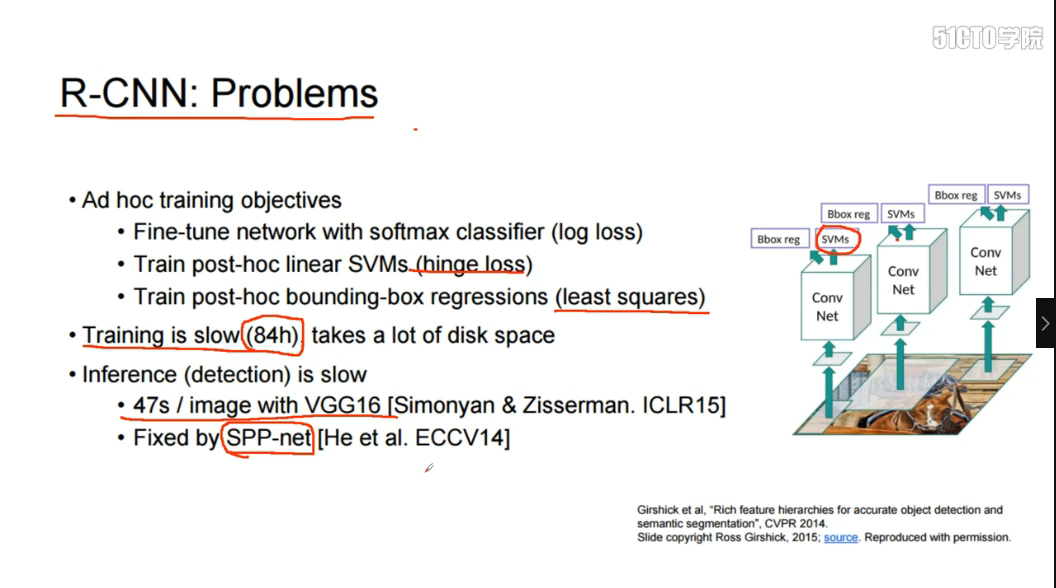 51CTO学院
R-CNN: Problems
• Ad hoc training objectives
• Fine-tune network with softmax classifier (log loss)
• Train post-hoc linear SVMs (hinge loss)
• Train post-hoc bounding-box regressions (least squares)
• Training is slow (84h), takes a lot of disk space
• Inference (detection) is slow
• 47s / image with VGG16 [Simonyan & Zisserman. ICLR15]
• Fixed by SPP-net [He et al. ECCV14]
Bbox reg SVMs
Bbox reg SVMs
Bbox reg SVMs
Conv
Net
Conv
Net
Conv
Net
Girshick et al, "Rich feature hierarchies for accurate object detection and
semantic segmentation", CVPR 2014.
Slide copyright Ross Girshick, 2015; source. Reproduced with permission.